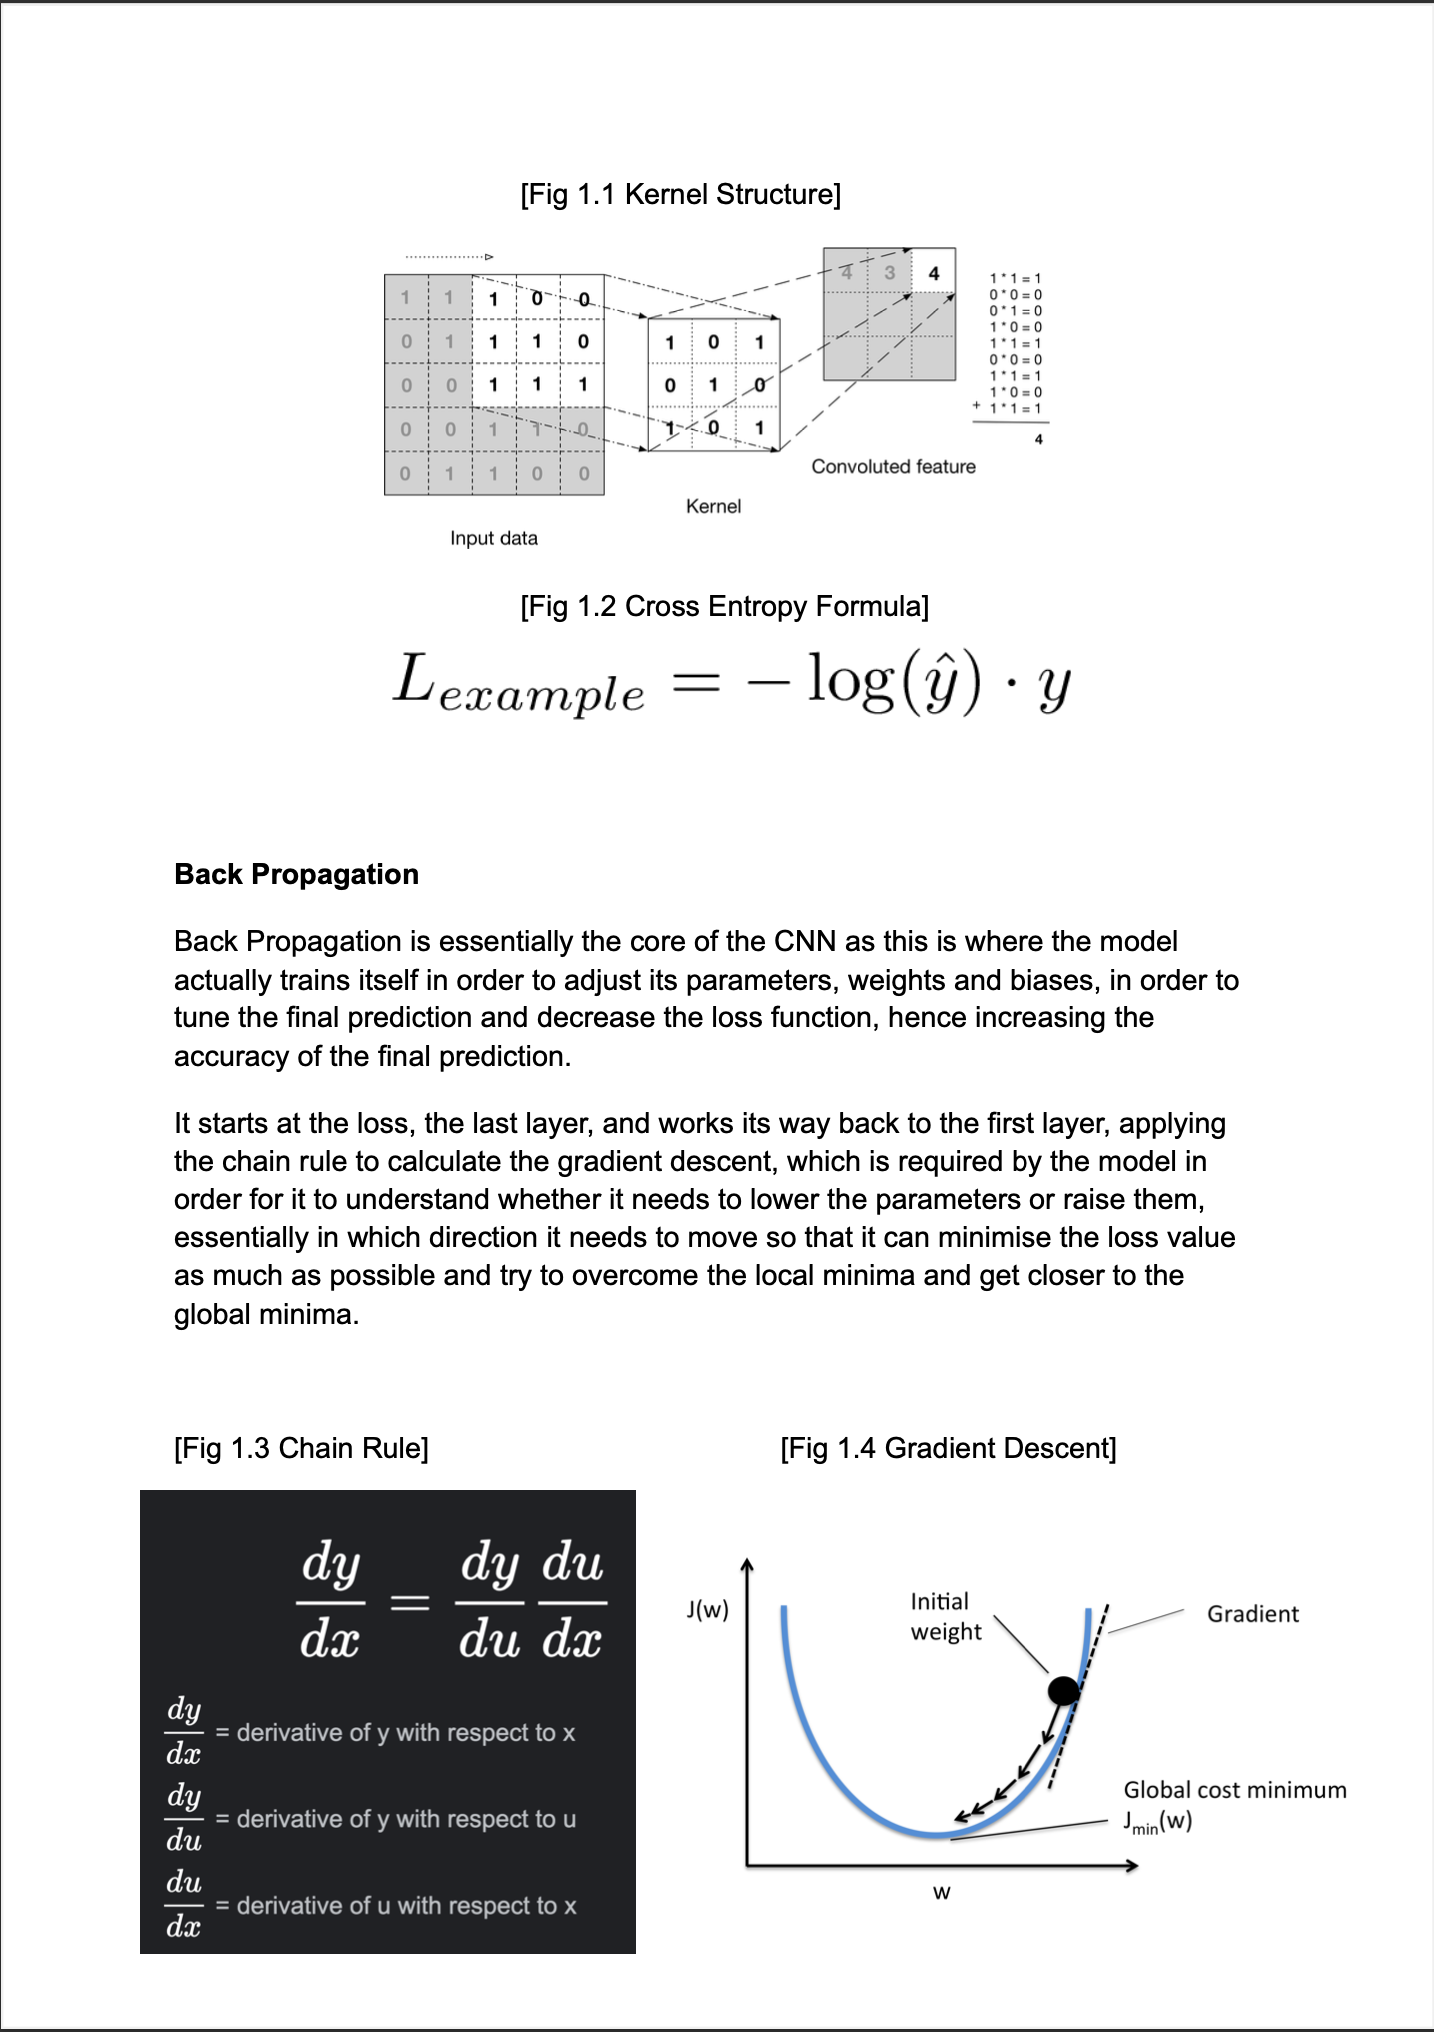 [Fig 1.1 Kernel Structure]
1 1 1 0 0
0 1 1 1 0
0 0 1 1 1
0 0 1 1 0
0 1 1 0 0
Input data
1 0 1
0 1 0
1 0 1
Kernel
4 3 4
Convoluted feature
1 * 1 = 1
0 * 0 = 0
0 * 1 = 0
1 * 0 = 0
1 * 1 = 1
0 * 0 = 0
1 * 1 = 1
1 * 0 = 0
+ 1 * 1 = 1
4
[Fig 1.2 Cross Entropy Formula]
L_example = − log(ŷ) · y
Back Propagation
Back Propagation is essentially the core of the CNN as this is where the model
actually trains itself in order to adjust its parameters, weights and biases, in order to
tune the final prediction and decrease the loss function, hence increasing the
accuracy of the final prediction.
It starts at the loss, the last layer, and works its way back to the first layer, applying
the chain rule to calculate the gradient descent, which is required by the model in
order for it to understand whether it needs to lower the parameters or raise them,
essentially in which direction it needs to move so that it can minimise the loss value
as much as possible and try to overcome the local minima and get closer to the
global minima.
[Fig 1.3 Chain Rule]
dy/dx = dy/du du/dx
dy/dx = derivative of y with respect to x
dy/du = derivative of y with respect to u
du/dx = derivative of u with respect to x
[Fig 1.4 Gradient Descent]
J(w)
Initial
weight
Gradient
Global cost minimum
J_min(w)
w